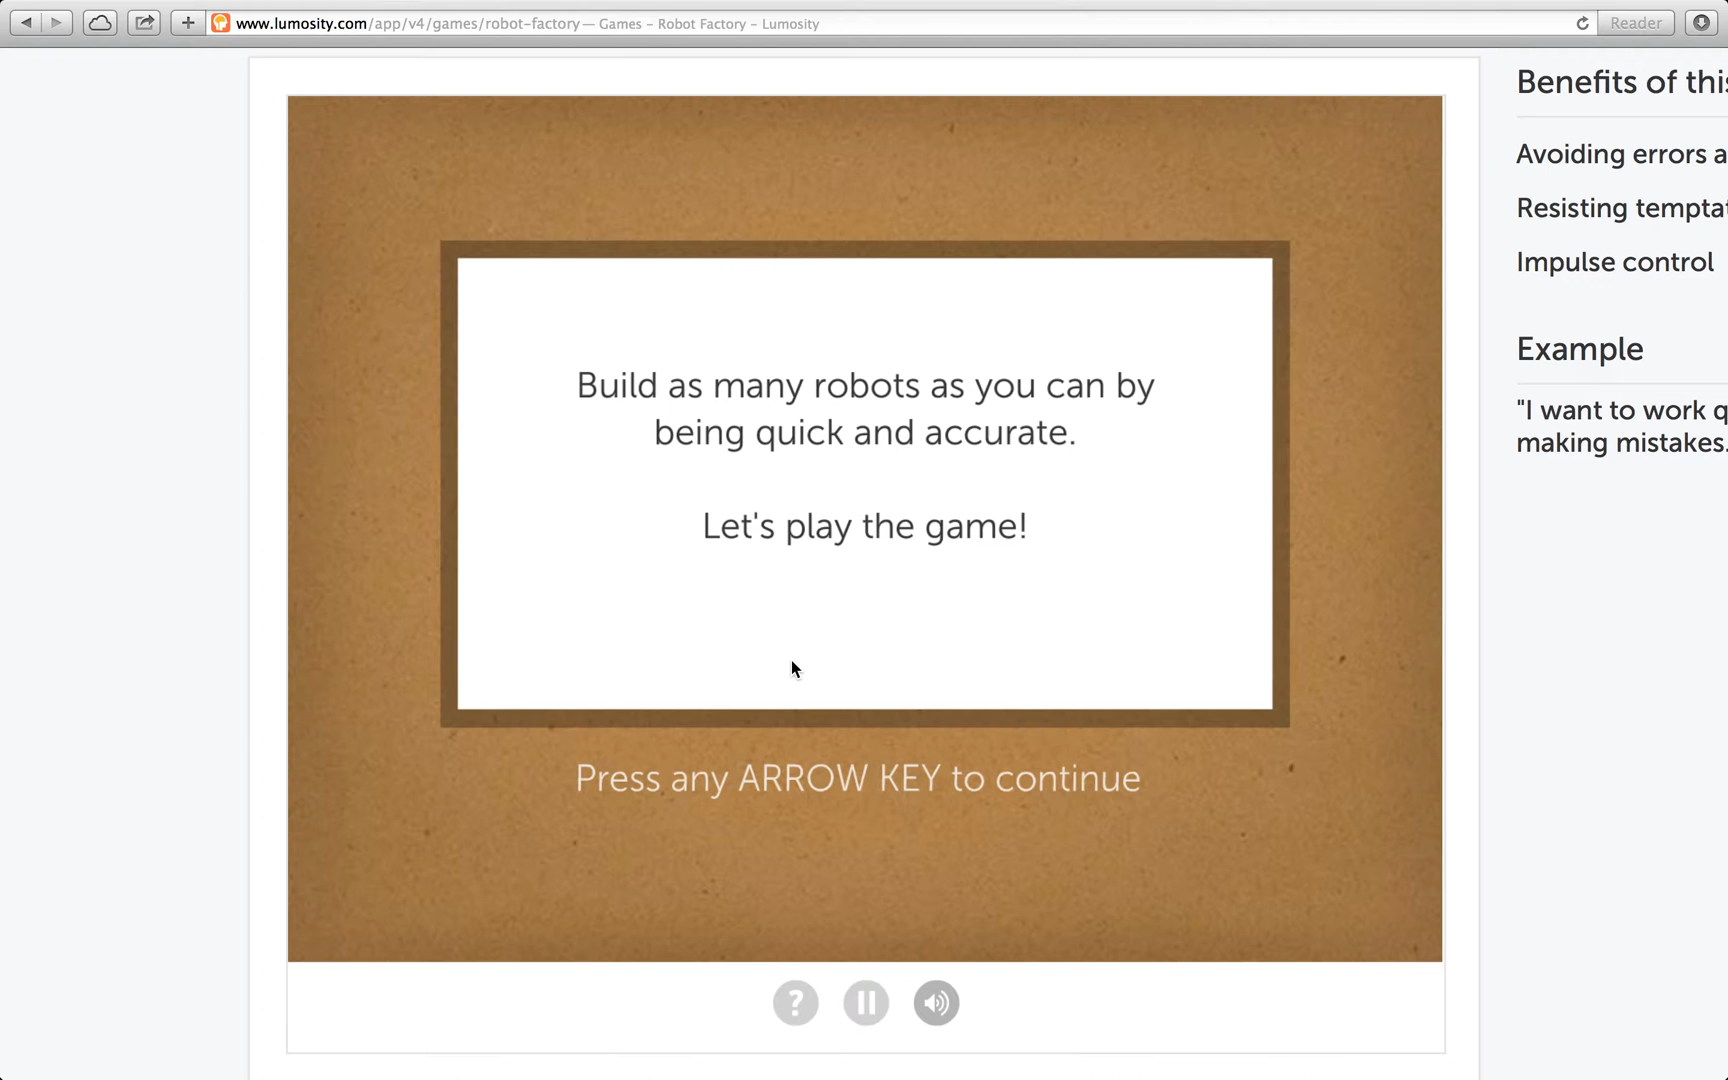 www.lumosity.com/app/v4/games/robot-factory — Games – Robot Factory – Lumosity
Reader
Build as many robots as you can by
being quick and accurate.
Let's play the game!
Press any ARROW KEY to continue
?
Benefits of this
Avoiding errors a
Resisting temptat
Impulse control
Example
"I want to work q
making mistakes.